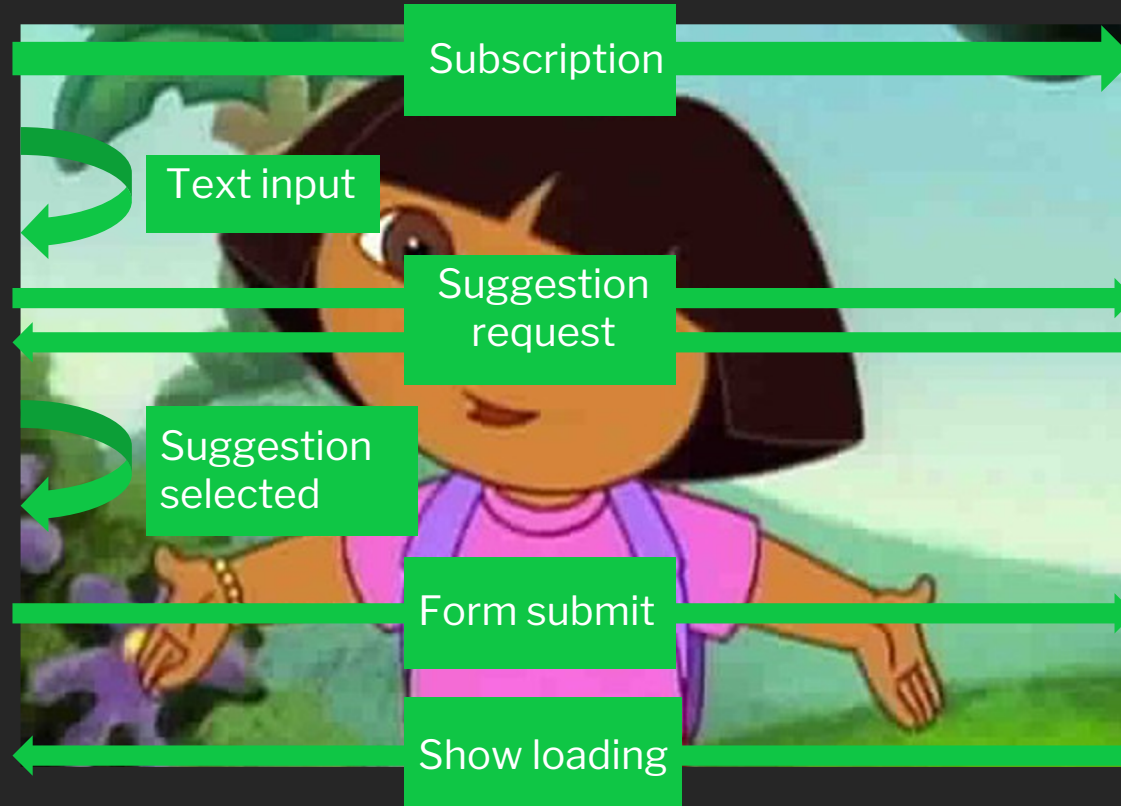 Subscription
Text input
Suggestion
request
Suggestion
selected
Form submit
Show loading